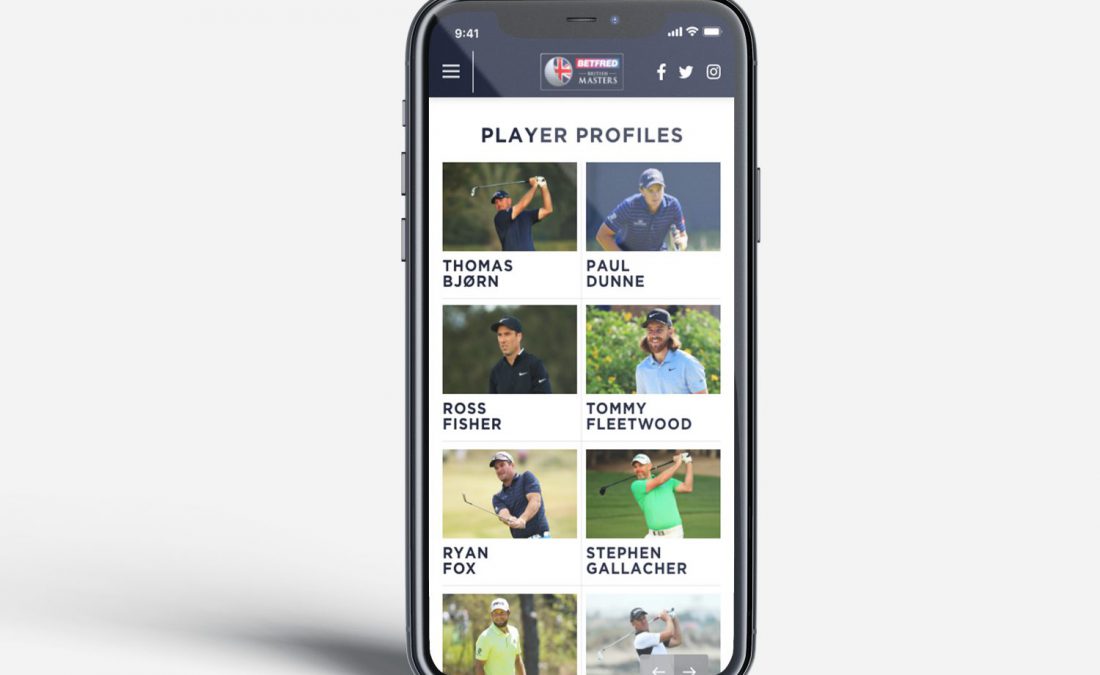 9:41
BETFRED
BRITISH
MASTERS
PLAYER PROFILES
THOMAS
BJØRN
PAUL
DUNNE
ROSS
FISHER
TOMMY
FLEETWOOD
RYAN
FOX
STEPHEN
GALLACHER